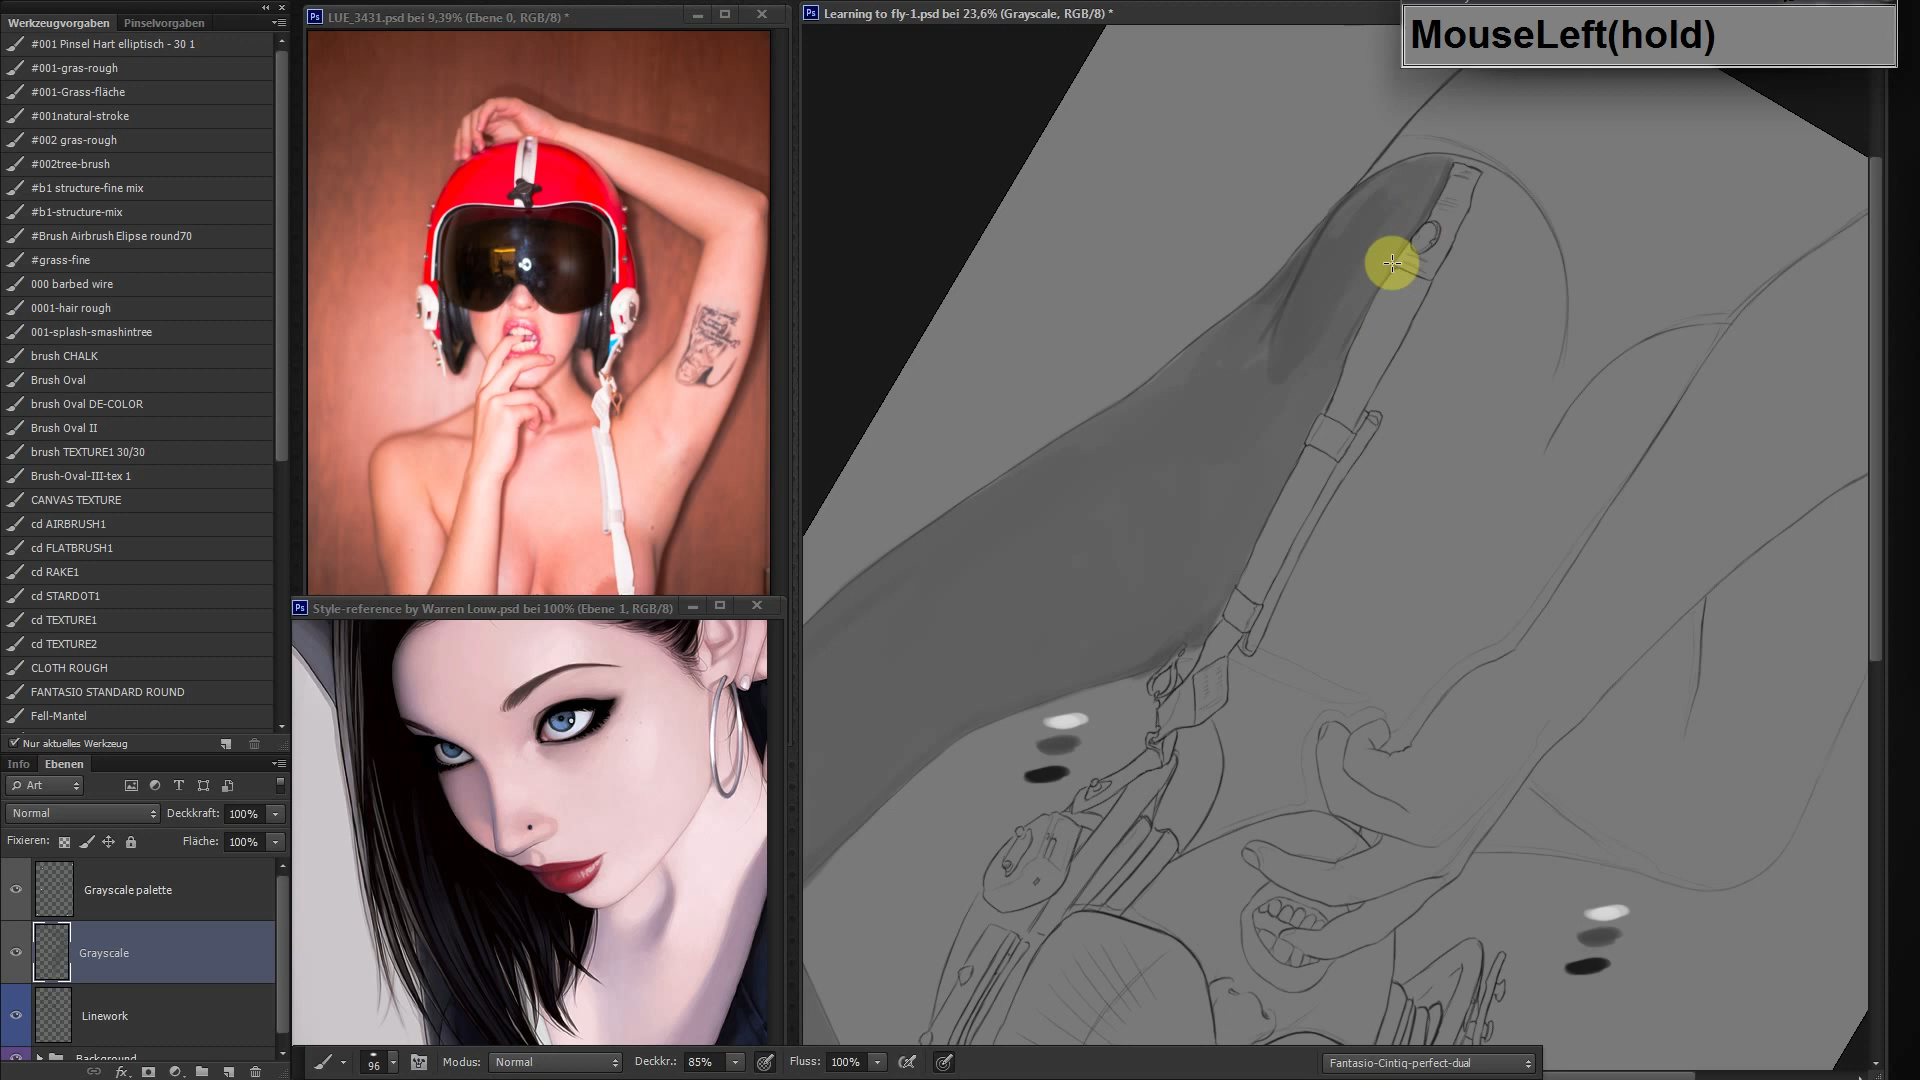 Werkzeugvorgaben
Pinselvorgaben
#001 Pinsel Hart elliptisch - 30 1
#001-gras-rough
#001-Grass-fläche
#001natural-stroke
#002 gras-rough
#002tree-brush
#b1 structure-fine mix
#b1-structure-mix
#Brush Airbrush Elipse round70
#grass-fine
000 barbed wire
0001-hair rough
001-splash-smashintree
brush CHALK
Brush Oval
brush Oval DE-COLOR
Brush Oval II
brush TEXTURE1 30/30
Brush-Oval-III-tex 1
CANVAS TEXTURE
cd AIRBRUSH1
cd FLATBRUSH1
cd RAKE1
cd STARDOT1
cd TEXTURE1
cd TEXTURE2
CLOTH ROUGH
FANTASIO STANDARD ROUND
Fell-Mantel
Nur aktuelles Werkzeug
Info
Ebenen
Art
Normal
Deckkraft: 100%
Fixieren:
Fläche: 100%
Grayscale palette
Grayscale
Linework
Background
fx
Ps LUE_3431.psd bei 9,39% (Ebene 0, RGB/8) *
Ps Style-reference by Warren Louw.psd bei 100% (Ebene 1, RGB/8)
Ps Learning to fly-1.psd bei 23,6% (Grayscale, RGB/8) *
MouseLeft(hold)
96
Modus: Normal
Deckkr.: 85%
Fluss: 100%
Fantasio-Cintiq-perfect-dual